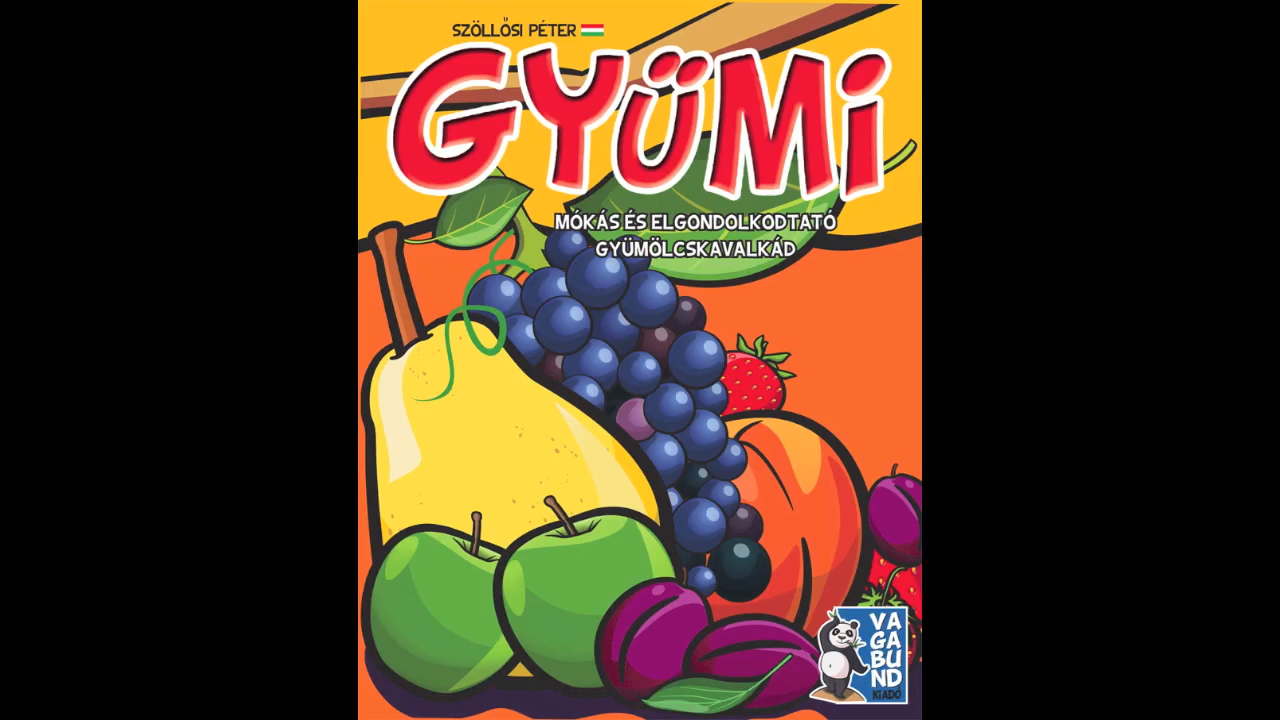 SZÖLLŐSI PÉTER
GYÜMI
MÓKÁS ÉS ELGONDOLKODTATÓ
GYÜMÖLCSKAVALKÁD
VA
GA
BU
ND
KIADÓ